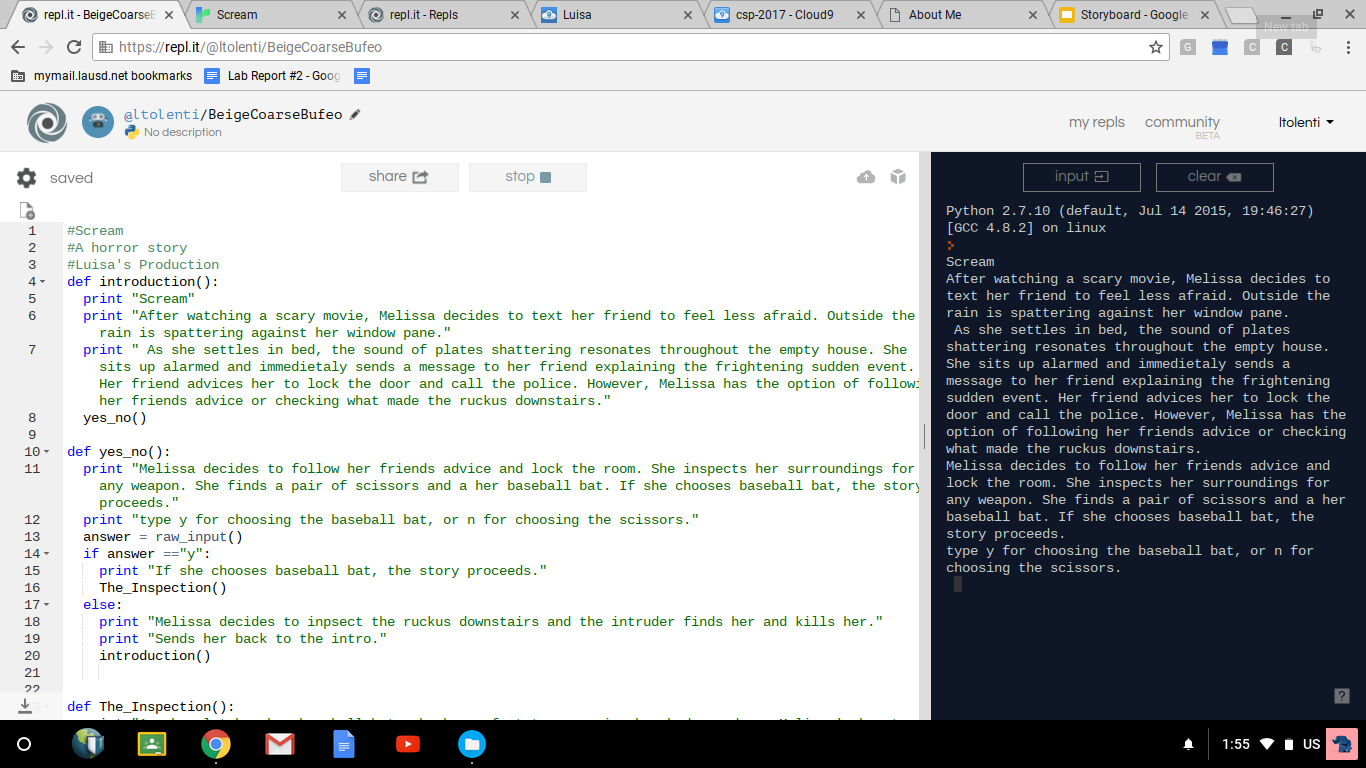 repl.it - BeigeCoarseB
Scream
repl.it - Repls
Luisa
csp-2017 - Cloud9
About Me
Storyboard - Google
New tab
https://repl.it/@ltolenti/BeigeCoarseBufeo
G
C
C
mymail.lausd.net bookmarks
Lab Report #2 - Goog
@ltolenti/BeigeCoarseBufeo
No description
my repls
community
BETA
ltolenti
saved
share
stop
1 #Scream
2 #A horror story
3 #Luisa's Production
4 def introduction():
5 print "Scream"
6 print "After watching a scary movie, Melissa decides to text her friend to feel less afraid. Outside the
rain is spattering against her window pane."
7 print " As she settles in bed, the sound of plates shattering resonates throughout the empty house. She
sits up alarmed and immedietaly sends a message to her friend explaining the frightening sudden event.
Her friend advices her to lock the door and call the police. However, Melissa has the option of followi
her friends advice or checking what made the ruckus downstairs."
8 yes_no()
9
10 def yes_no():
11 print "Melissa decides to follow her friends advice and lock the room. She inspects her surroundings for
any weapon. She finds a pair of scissors and a her baseball bat. If she chooses baseball bat, the story
proceeds."
12 print "type y for choosing the baseball bat, or n for choosing the scissors."
13 answer = raw_input()
14 if answer =="y":
15 print "If she chooses baseball bat, the story proceeds."
16 The_Inspection()
17 else:
18 print "Melissa decides to inpsect the ruckus downstairs and the intruder finds her and kills her."
19 print "Sends her back to the intro."
20 introduction()
21
22
def The_Inspection():
input
clear
Python 2.7.10 (default, Jul 14 2015, 19:46:27)
[GCC 4.8.2] on linux
Scream
After watching a scary movie, Melissa decides to
text her friend to feel less afraid. Outside the
rain is spattering against her window pane.
As she settles in bed, the sound of plates
shattering resonates throughout the empty house.
She sits up alarmed and immedietaly sends a
message to her friend explaining the frightening
sudden event. Her friend advices her to lock the
door and call the police. However, Melissa has the
option of following her friends advice or checking
what made the ruckus downstairs.
Melissa decides to follow her friends advice and
lock the room. She inspects her surroundings for
any weapon. She finds a pair of scissors and a her
baseball bat. If she chooses baseball bat, the
story proceeds.
type y for choosing the baseball bat, or n for
choosing the scissors.
?
1:55
US